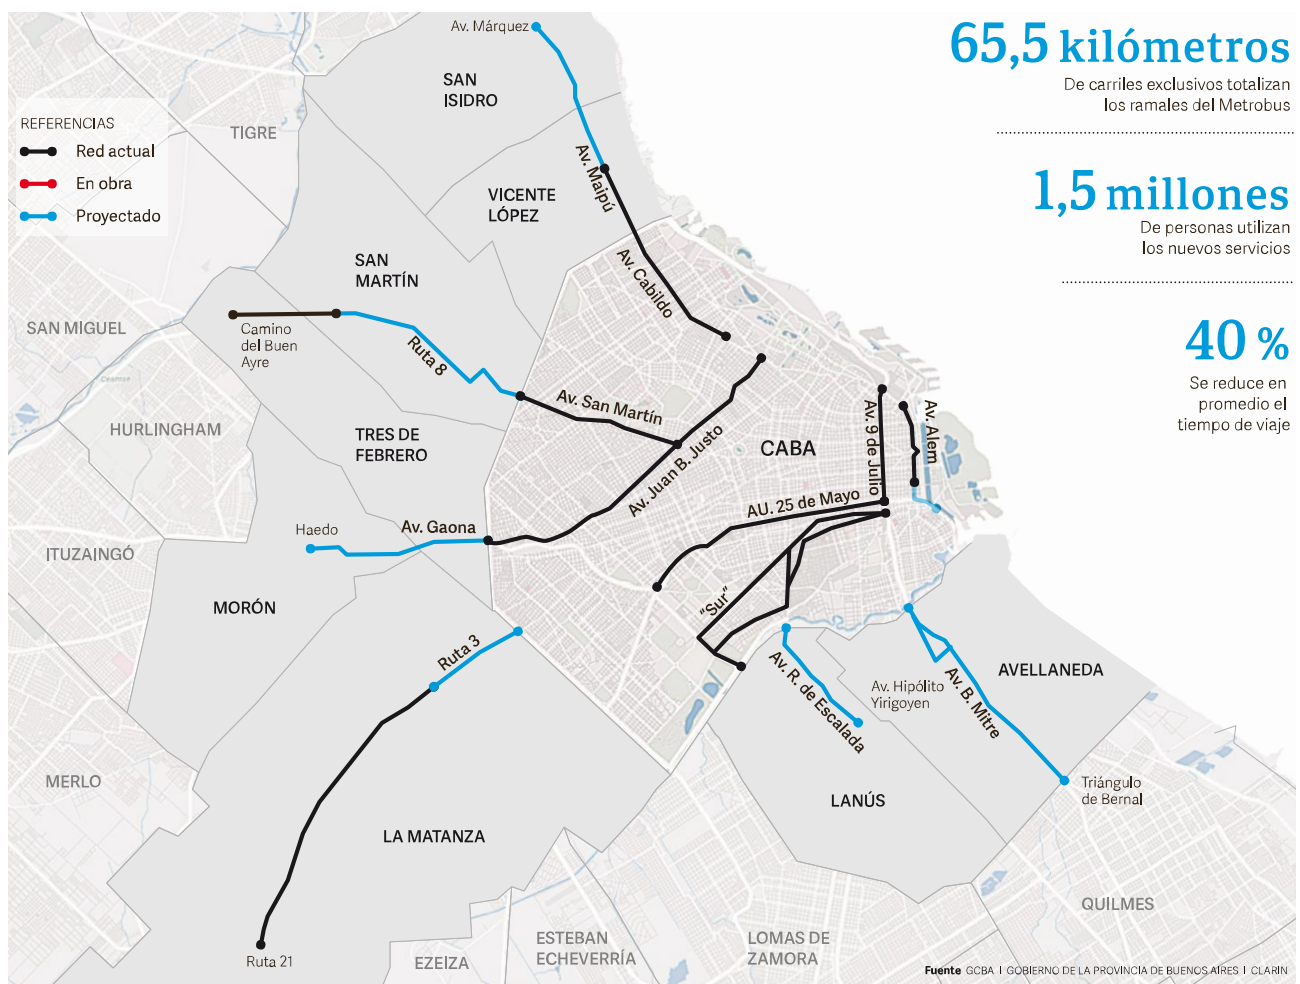 65,5 kilómetros
De carriles exclusivos totalizan
los ramales del Metrobus
1,5 millones
De personas utilizan
los nuevos servicios
40 %
Se reduce en
promedio el
tiempo de viaje
REFERENCIAS
Red actual
En obra
Proyectado
Av. Márquez
SAN
ISIDRO
TIGRE
Av. Maipú
VICENTE
LÓPEZ
SAN
MARTÍN
Av. Cabildo
SAN MIGUEL
Camino
del Buen
Ayre
Ruta 8
Ceamse
Av. San Martín
HURLINGHAM
TRES DE
FEBRERO
Av. Juan B. Justo
CABA
Av. 9 de Julio
Av. Alem
AU. 25 de Mayo
Haedo
Av. Gaona
ITUZAINGÓ
MORÓN
"Sur"
Ruta 3
Av. R. de Escalada
Av. Hipólito
Yirigoyen
Av. B. Mitre
AVELLANEDA
MERLO
Triángulo
de Bernal
LANÚS
LA MATANZA
QUILMES
Ruta 21
EZEIZA
ESTEBAN
ECHEVERRÍA
LOMAS DE
ZAMORA
Fuente GCBA I GOBIERNO DE LA PROVINCIA DE BUENOS AIRES I CLARIN